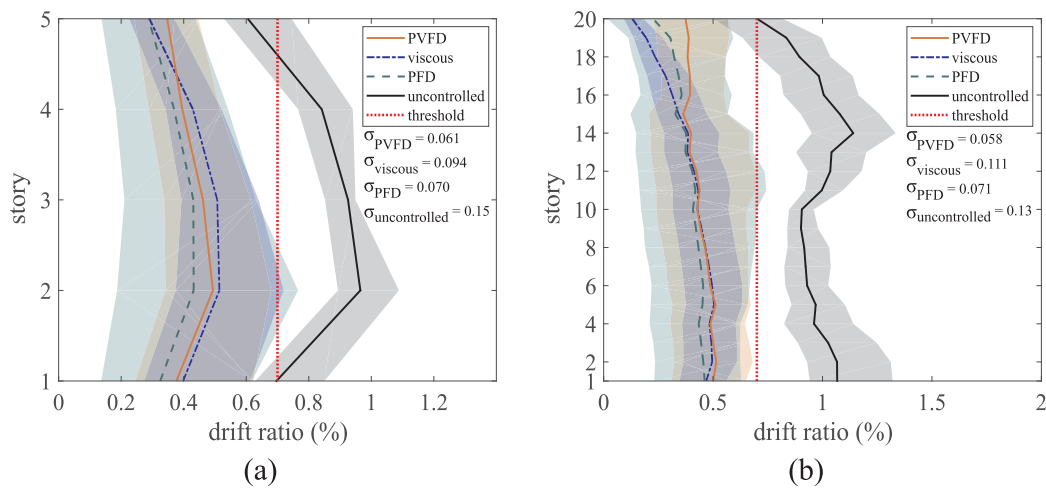 5
4
3
2
1
story
0
0.2
0.4
0.6
0.8
1
1.2
drift ratio (%)
PVFD
viscous
PFD
uncontrolled
threshold
σPVFD = 0.061
σviscous = 0.094
σPFD = 0.070
σuncontrolled = 0.15
(a)
20
18
16
14
12
10
8
6
4
2
1
story
0
0.5
1
1.5
2
drift ratio (%)
PVFD
viscous
PFD
uncontrolled
threshold
σPVFD = 0.058
σviscous = 0.111
σPFD = 0.071
σuncontrolled = 0.13
(b)